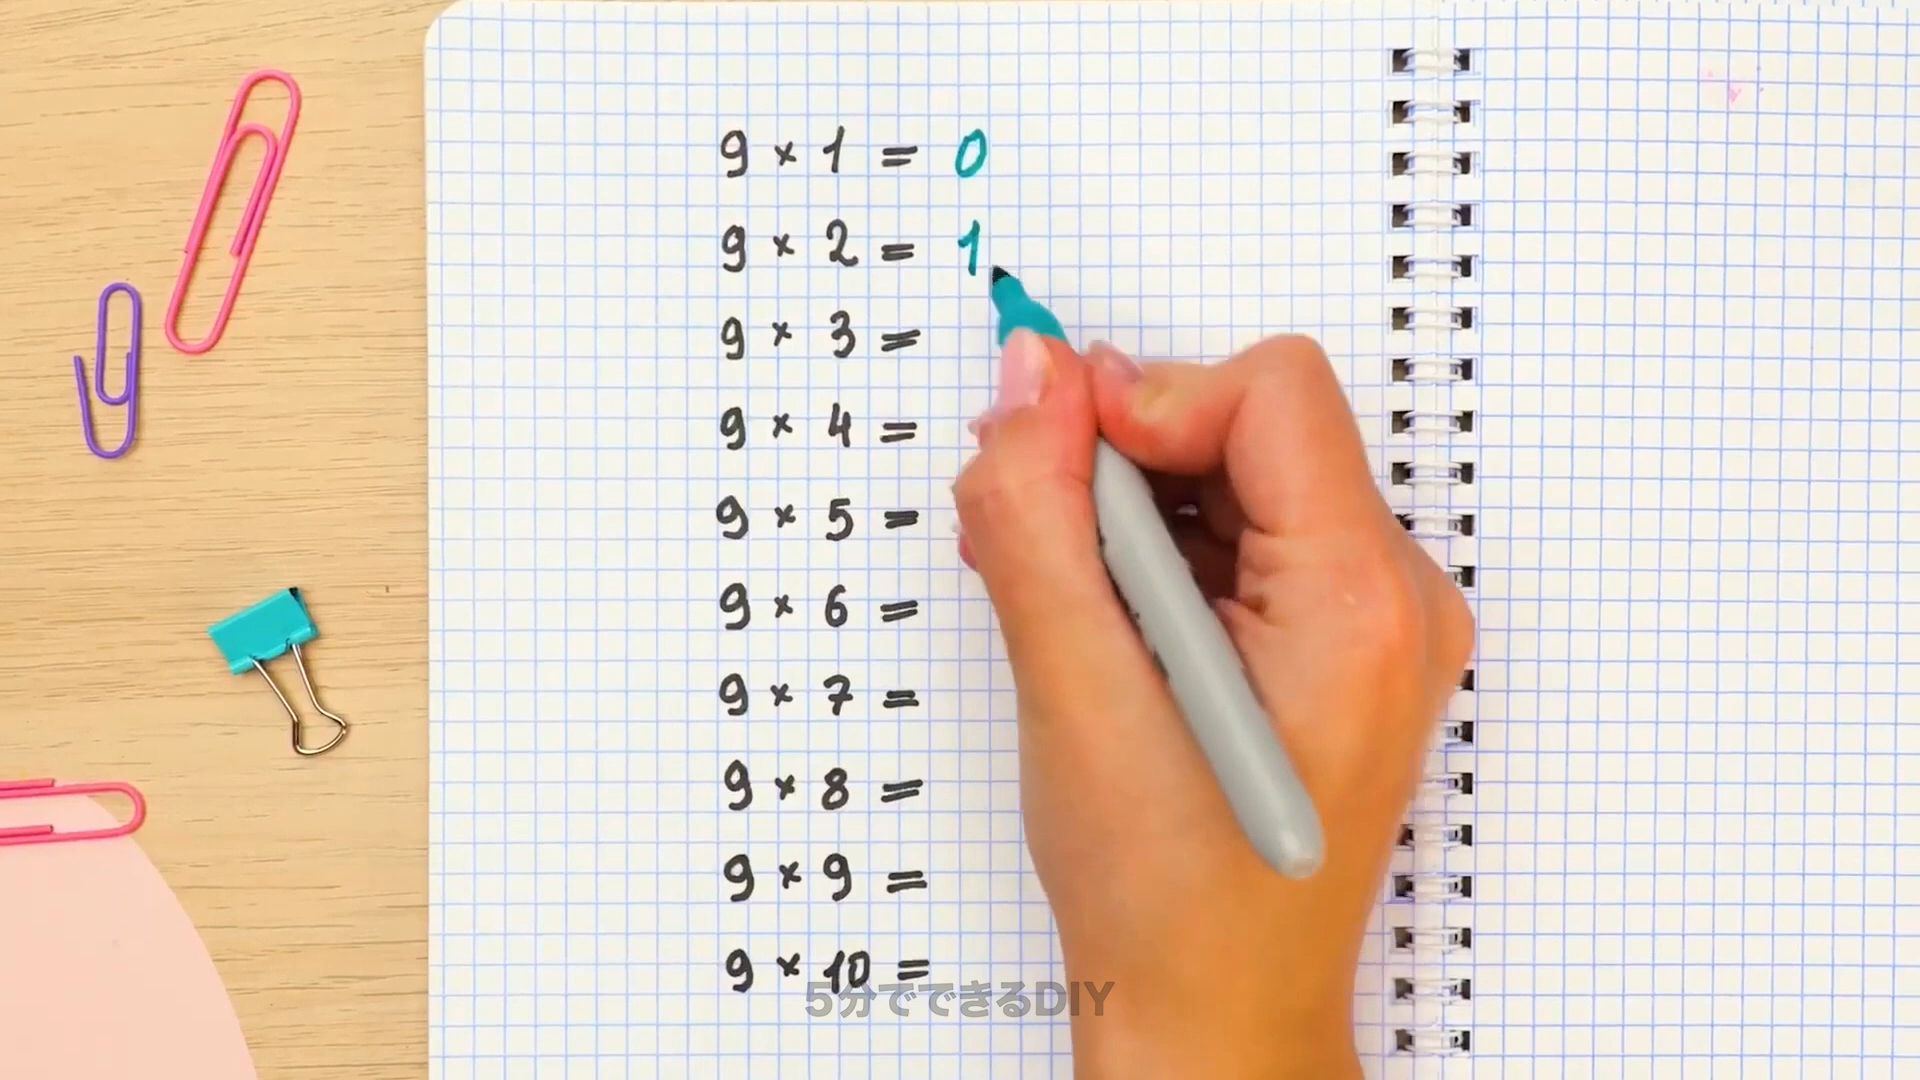 9 × 1 = 0
9 × 2 = 1
9 × 3 =
9 × 4 =
9 × 5 =
9 × 6 =
9 × 7 =
9 × 8 =
9 × 9 =
9 × 10 =
5分でできるDIY